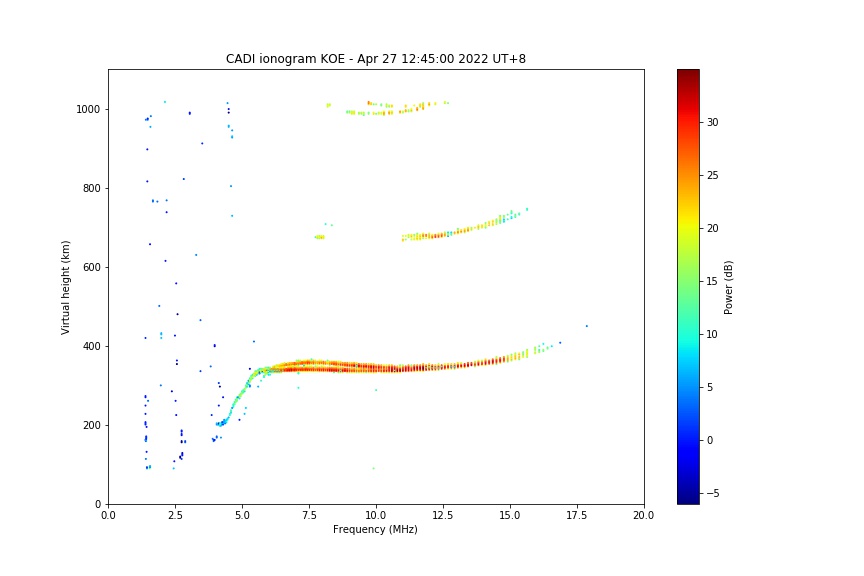 CADI ionogram KOE - Apr 27 12:45:00 2022 UT+8
1000
800
600
400
200
0
Virtual height (km)
0.0 2.5 5.0 7.5 10.0 12.5 15.0 17.5 20.0
Frequency (MHz)
30
25
20
15
10
5
0
−5
Power (dB)